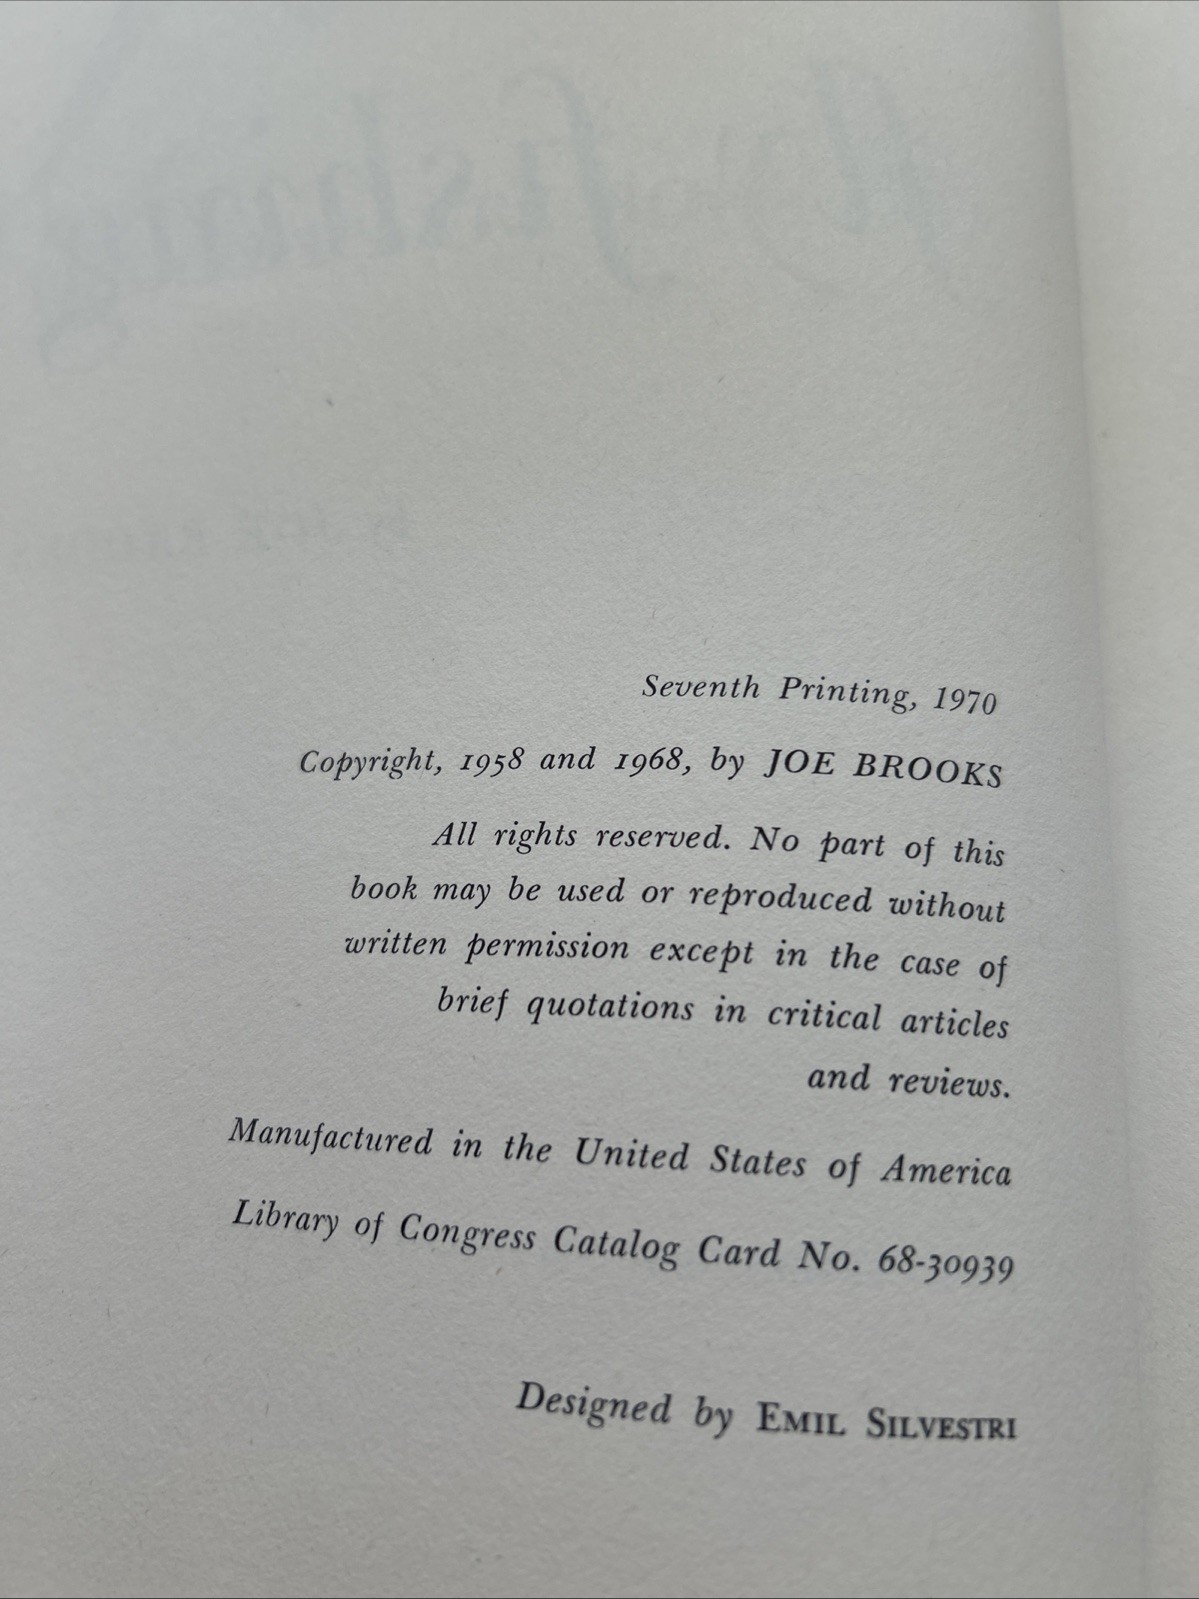 Seventh Printing, 1970
Copyright, 1958 and 1968, by JOE BROOKS
All rights reserved. No part of this
book may be used or reproduced without
written permission except in the case of
brief quotations in critical articles
and reviews.
Manufactured in the United States of America
Library of Congress Catalog Card No. 68-30939
Designed by EMIL SILVESTRI